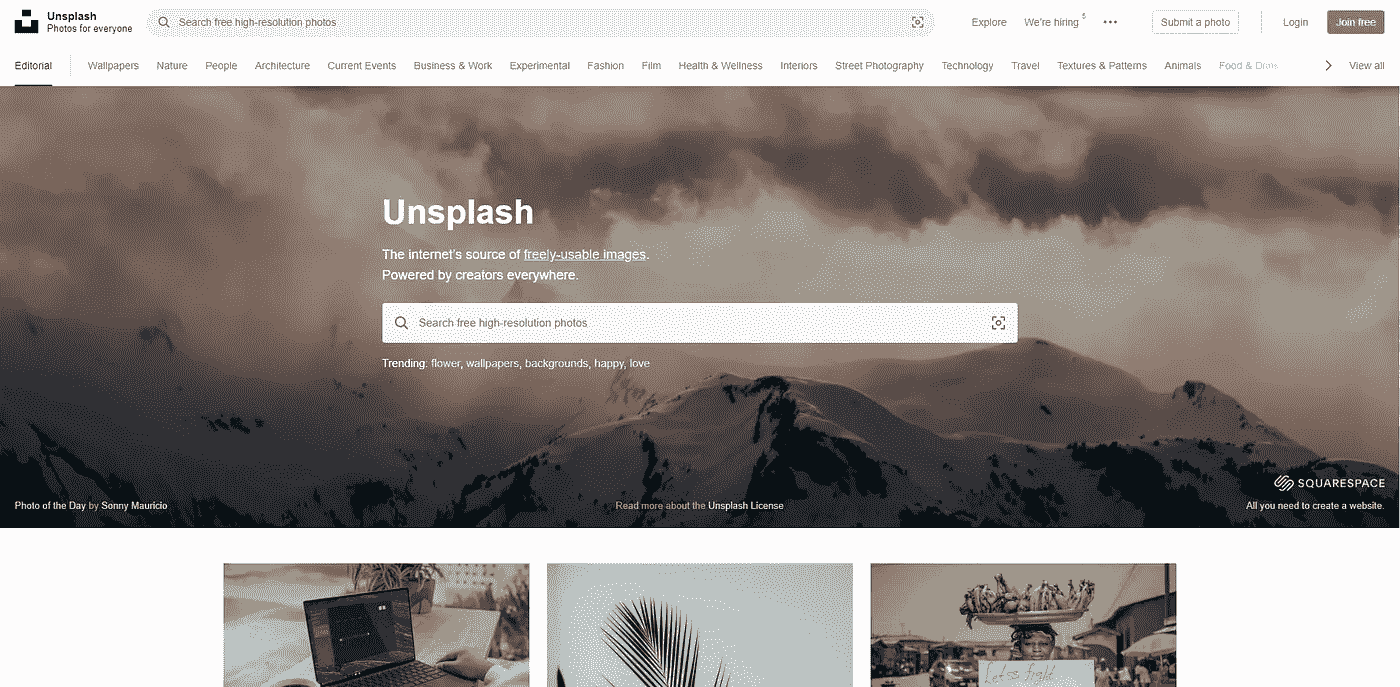 Unsplash
Photos for everyone
Search free high-resolution photos
Explore We're hiring 5 ••• Submit a photo Login Join free
Editorial Wallpapers Nature People Architecture Current Events Business & Work Experimental Fashion Film Health & Wellness Interiors Street Photography Technology Travel Textures & Patterns Animals Food & View all
Unsplash
The internet's source of freely-usable images.
Powered by creators everywhere.
Search free high-resolution photos
Trending: flower, wallpapers, backgrounds, happy, love
SQUARESPACE
Photo of the Day by Sonny Mauricio Read more about the Unsplash License All you need to create a website.
Let us fight